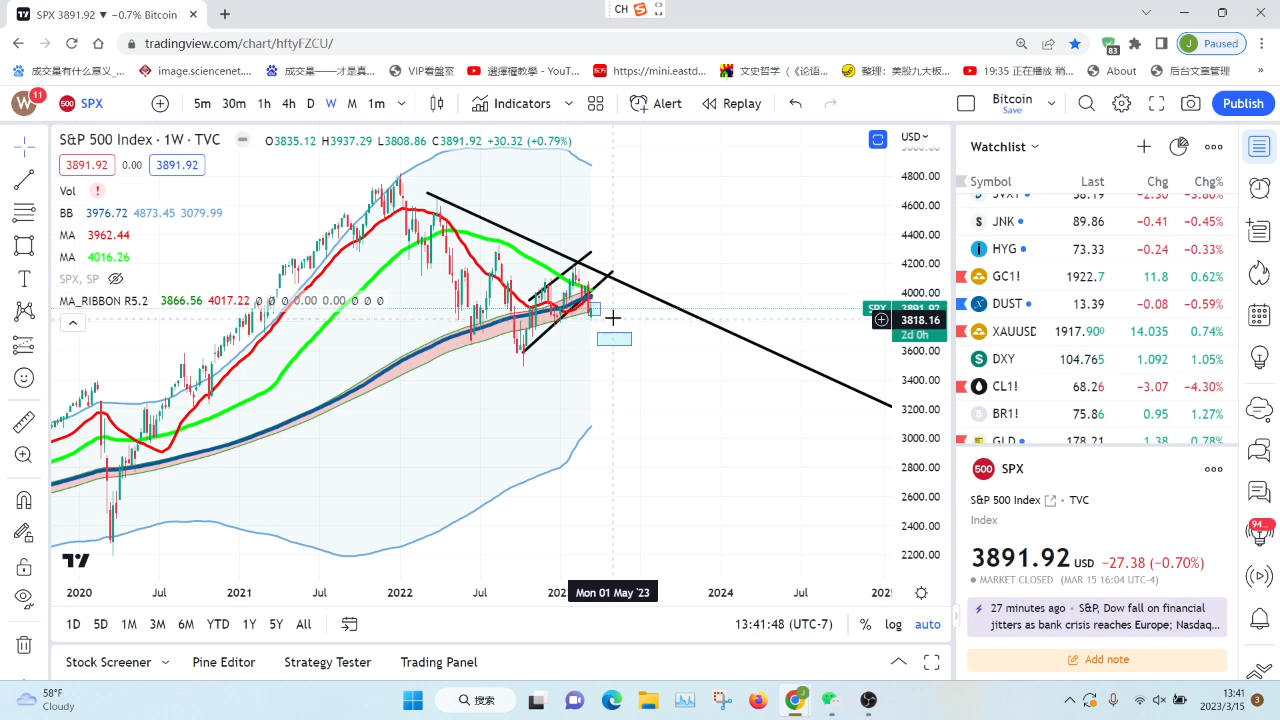 SPX 3891.92 ▼ −0.7% Bitcoin
CH
tradingview.com/chart/hftyFZCU/
83
J Paused
成交量有什么意义_...
image.sciencenet....
成交量——才是真...
VIP看盤室
選擇權教學 - YouT...
https://mini.eastd...
文史哲学（《论语...
整理：美股九大板...
19:35 正在播放 稍...
About
后台文章管理
»
W 11
500 SPX
5m 30m 1h 4h D W M 1m
Indicators
Alert
Replay
Bitcoin
Save
Publish
S&P 500 Index · 1W · TVC
O3835.12 H3937.29 L3808.86 C3891.92 +30.32 (+0.79%)
3891.92 0.00 3891.92
Vol !
BB 3976.72 4873.45 3079.99
MA 3962.44
MA 4016.26
SPX, SP
MA_RIBBON R5.2 3866.56 4017.22 ∅ ∅ ∅ 0.00 0.00 ∅ ∅ ∅
USD
4800.00
4600.00
4400.00
4200.00
4000.00
SPX 3891.92
3818.16
2d 0h
3600.00
3400.00
3200.00
3000.00
2800.00
2600.00
2400.00
2200.00
2020 Jul 2021 Jul 2022 Jul Mon 01 May '23 2024 Jul
1D 5D 1M 3M 6M YTD 1Y 5Y All
13:41:48 (UTC-7)
% log auto
Stock Screener
Pine Editor
Strategy Tester
Trading Panel
Watchlist
Symbol Last Chg Chg%
JNK 89.86 −0.41 −0.45%
HYG 73.33 −0.24 −0.33%
GC1! 1922.7 11.8 0.62%
DUST 13.39 −0.08 −0.59%
XAUUSD 1917.900 14.035 0.74%
DXY 104.765 1.092 1.05%
CL1! 68.26 −3.07 −4.30%
BR1! 75.86 0.95 1.27%
GLD 178.21 1.38 0.78%
500 SPX
S&P 500 Index · TVC
Index
3891.92 USD −27.38 (−0.70%)
MARKET CLOSED (MAR 15 16:04 UTC-4)
27 minutes ago · S&P, Dow fall on financial
jitters as bank crisis reaches Europe; Nasdaq...
Add note
94...
58°F
Cloudy
搜索
13:41
2023/3/15
3